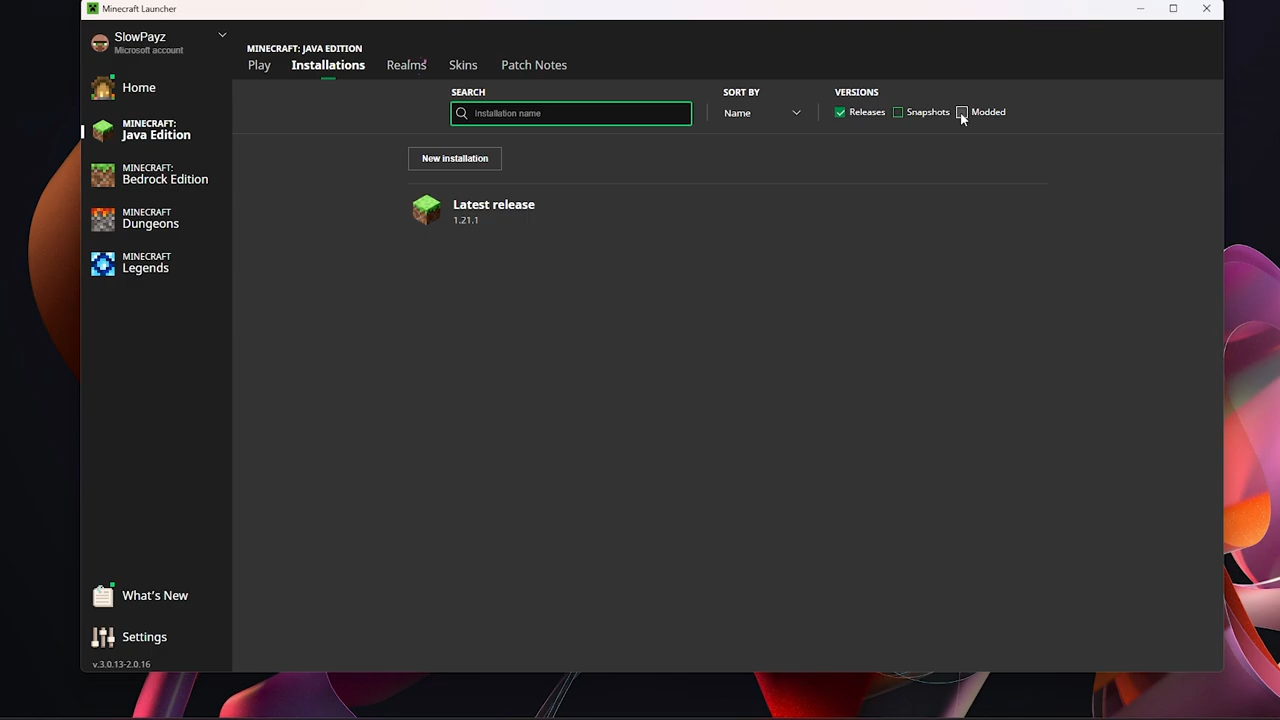 Minecraft Launcher
SlowPayz
Microsoft account
Home
MINECRAFT:
Java Edition
MINECRAFT:
Bedrock Edition
MINECRAFT
Dungeons
MINECRAFT
Legends
What's New
Settings
v.3.0.13-2.0.16
MINECRAFT: JAVA EDITION
Play Installations Realms Skins Patch Notes
SEARCH SORT BY VERSIONS
Installation name Name Releases Snapshots Modded
New installation
Latest release
1.21.1